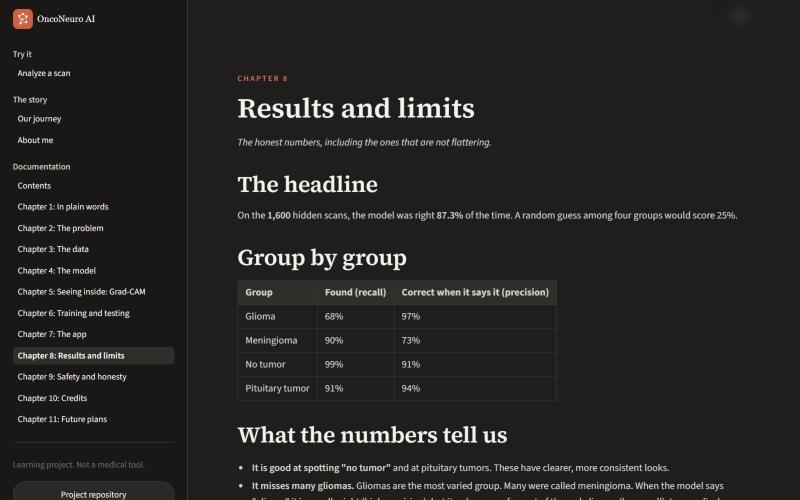 OncoNeuro AI
Try it
Analyze a scan
The story
Our journey
About me
Documentation
Contents
Chapter 1: In plain words
Chapter 2: The problem
Chapter 3: The data
Chapter 4: The model
Chapter 5: Seeing inside: Grad-CAM
Chapter 6: Training and testing
Chapter 7: The app
Chapter 8: Results and limits
Chapter 9: Safety and honesty
Chapter 10: Credits
Chapter 11: Future plans
Learning project. Not a medical tool.
Project repository
CHAPTER 8
Results and limits
The honest numbers, including the ones that are not flattering.
The headline
On the 1,600 hidden scans, the model was right 87.3% of the time. A random guess among four groups would score 25%.
Group by group
Group Found (recall) Correct when it says it (precision)
Glioma 68% 97%
Meningioma 90% 73%
No tumor 99% 91%
Pituitary tumor 91% 94%
What the numbers tell us
• It is good at spotting "no tumor" and at pituitary tumors. These have clearer, more consistent looks.
• It misses many gliomas. Gliomas are the most varied group. Many were called meningioma. When the model says